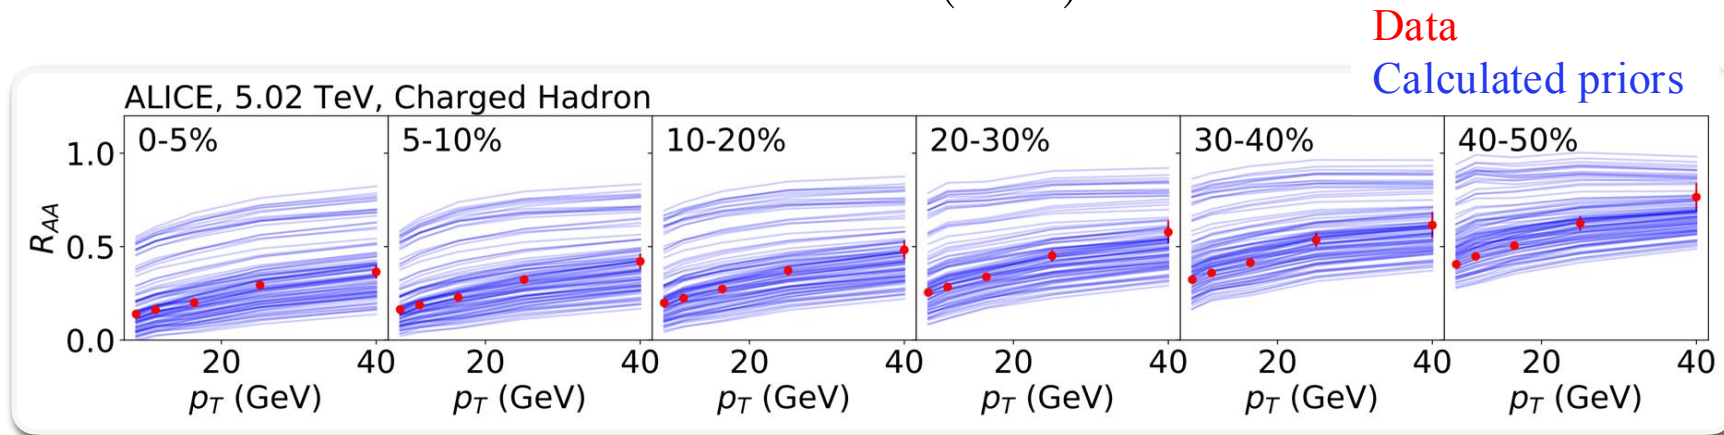 Data
Calculated priors
ALICE, 5.02 TeV, Charged Hadron
0-5% 5-10% 10-20% 20-30% 30-40% 40-50%
1.0
0.5
0.0
R_AA
20 40 20 40 20 40 20 40 20 40 20 40
p_T (GeV) p_T (GeV) p_T (GeV) p_T (GeV) p_T (GeV) p_T (GeV)